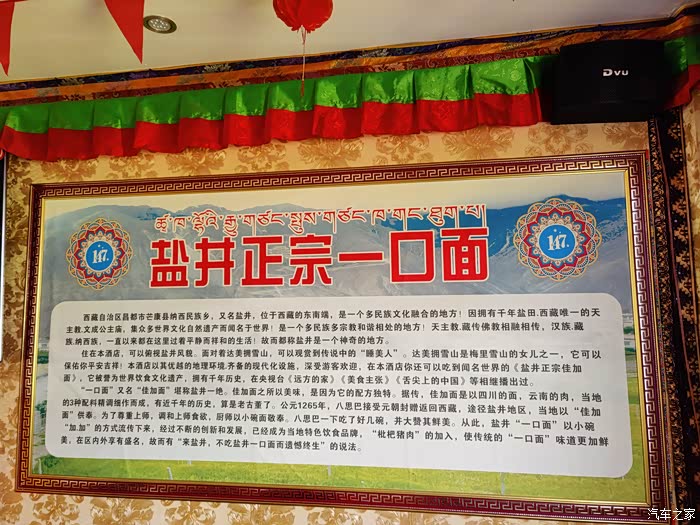 DVU
ཚྭ་ཁ་ལྷོའི་རྒྱུ་གཙང་སྤུས་གཙང་ཁ་གང་ཐུག་པ།
147.
盐井正宗一口面
147.
西藏自治区昌都市芒康县纳西民族乡，又名盐井，位于西藏的东南端，是一个多民族文化融合的地方！因拥有千年盐田.西藏唯一的天
主教.文成公主庙，集众多世界文化自然遗产而闻名于世界！是一个多民族多宗教和谐相处的地方！天主教.藏传佛教相融相传，汉族.藏
族.纳西族，一直以来都在这里过着平静而祥和的生活！故而都称盐井是一个神奇的地方。
住在本酒店，可以俯视盐井风貌。面对着达美拥雪山，可以观赏到传说中的“睡美人”。达美拥雪山是梅里雪山的女儿之一，它可以
保佑你平安吉祥！本酒店以其优越的地理环境.齐备的现代化设施，深受游客欢迎，在本酒店你还可以吃到闻名世界的《盐井正宗佳加
面》，它被誉为世界饮食文化遗产，拥有千年历史，在央视台《远方的家》《美食主张》《舌尖上的中国》等相继播出过。
“一口面”又名“佳加面”堪称盐井一绝。佳加面之所以美味，是因为它的配方独特。据传，佳加面是以四川的面，云南的肉，当地
的3种配料精调细作而成，有近千年的历史，算是老古董了。公元1265年，八思巴接受元朝封赠返回西藏，途径盐井地区，当地以“佳加
面”供奉。为了尊重上师，调和上师食欲，厨师以小碗面敬奉。八思巴一下吃了好几碗，并大赞其鲜美。从此，盐井“一口面”以小碗
“加.加”的方式流传下来，经过不断的创新和发展，已经成为当地特色饮食品牌，“枇杷猪肉”的加入，使传统的“一口面”味道更加鲜
美，在区内外享有盛名，故而有“来盐井，不吃盐井一口面而遗憾终生”的说法。
汽车之家